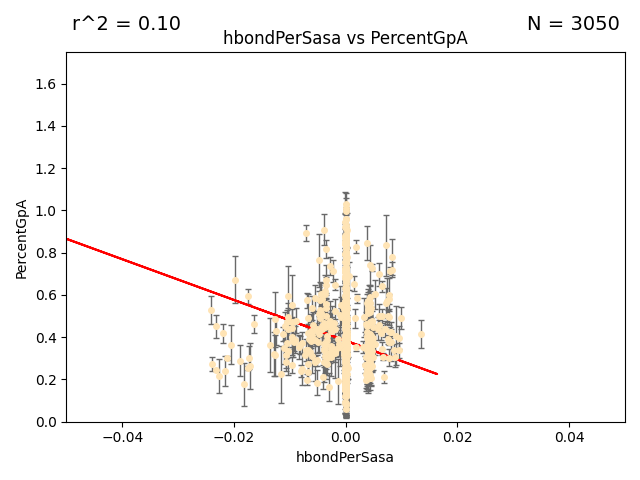 r^2 = 0.10
N = 3050
hbondPerSasa vs PercentGpA
PercentGpA
1.6
1.4
1.2
1.0
0.8
0.6
0.4
0.2
0.0
−0.04
−0.02
0.00
0.02
0.04
hbondPerSasa